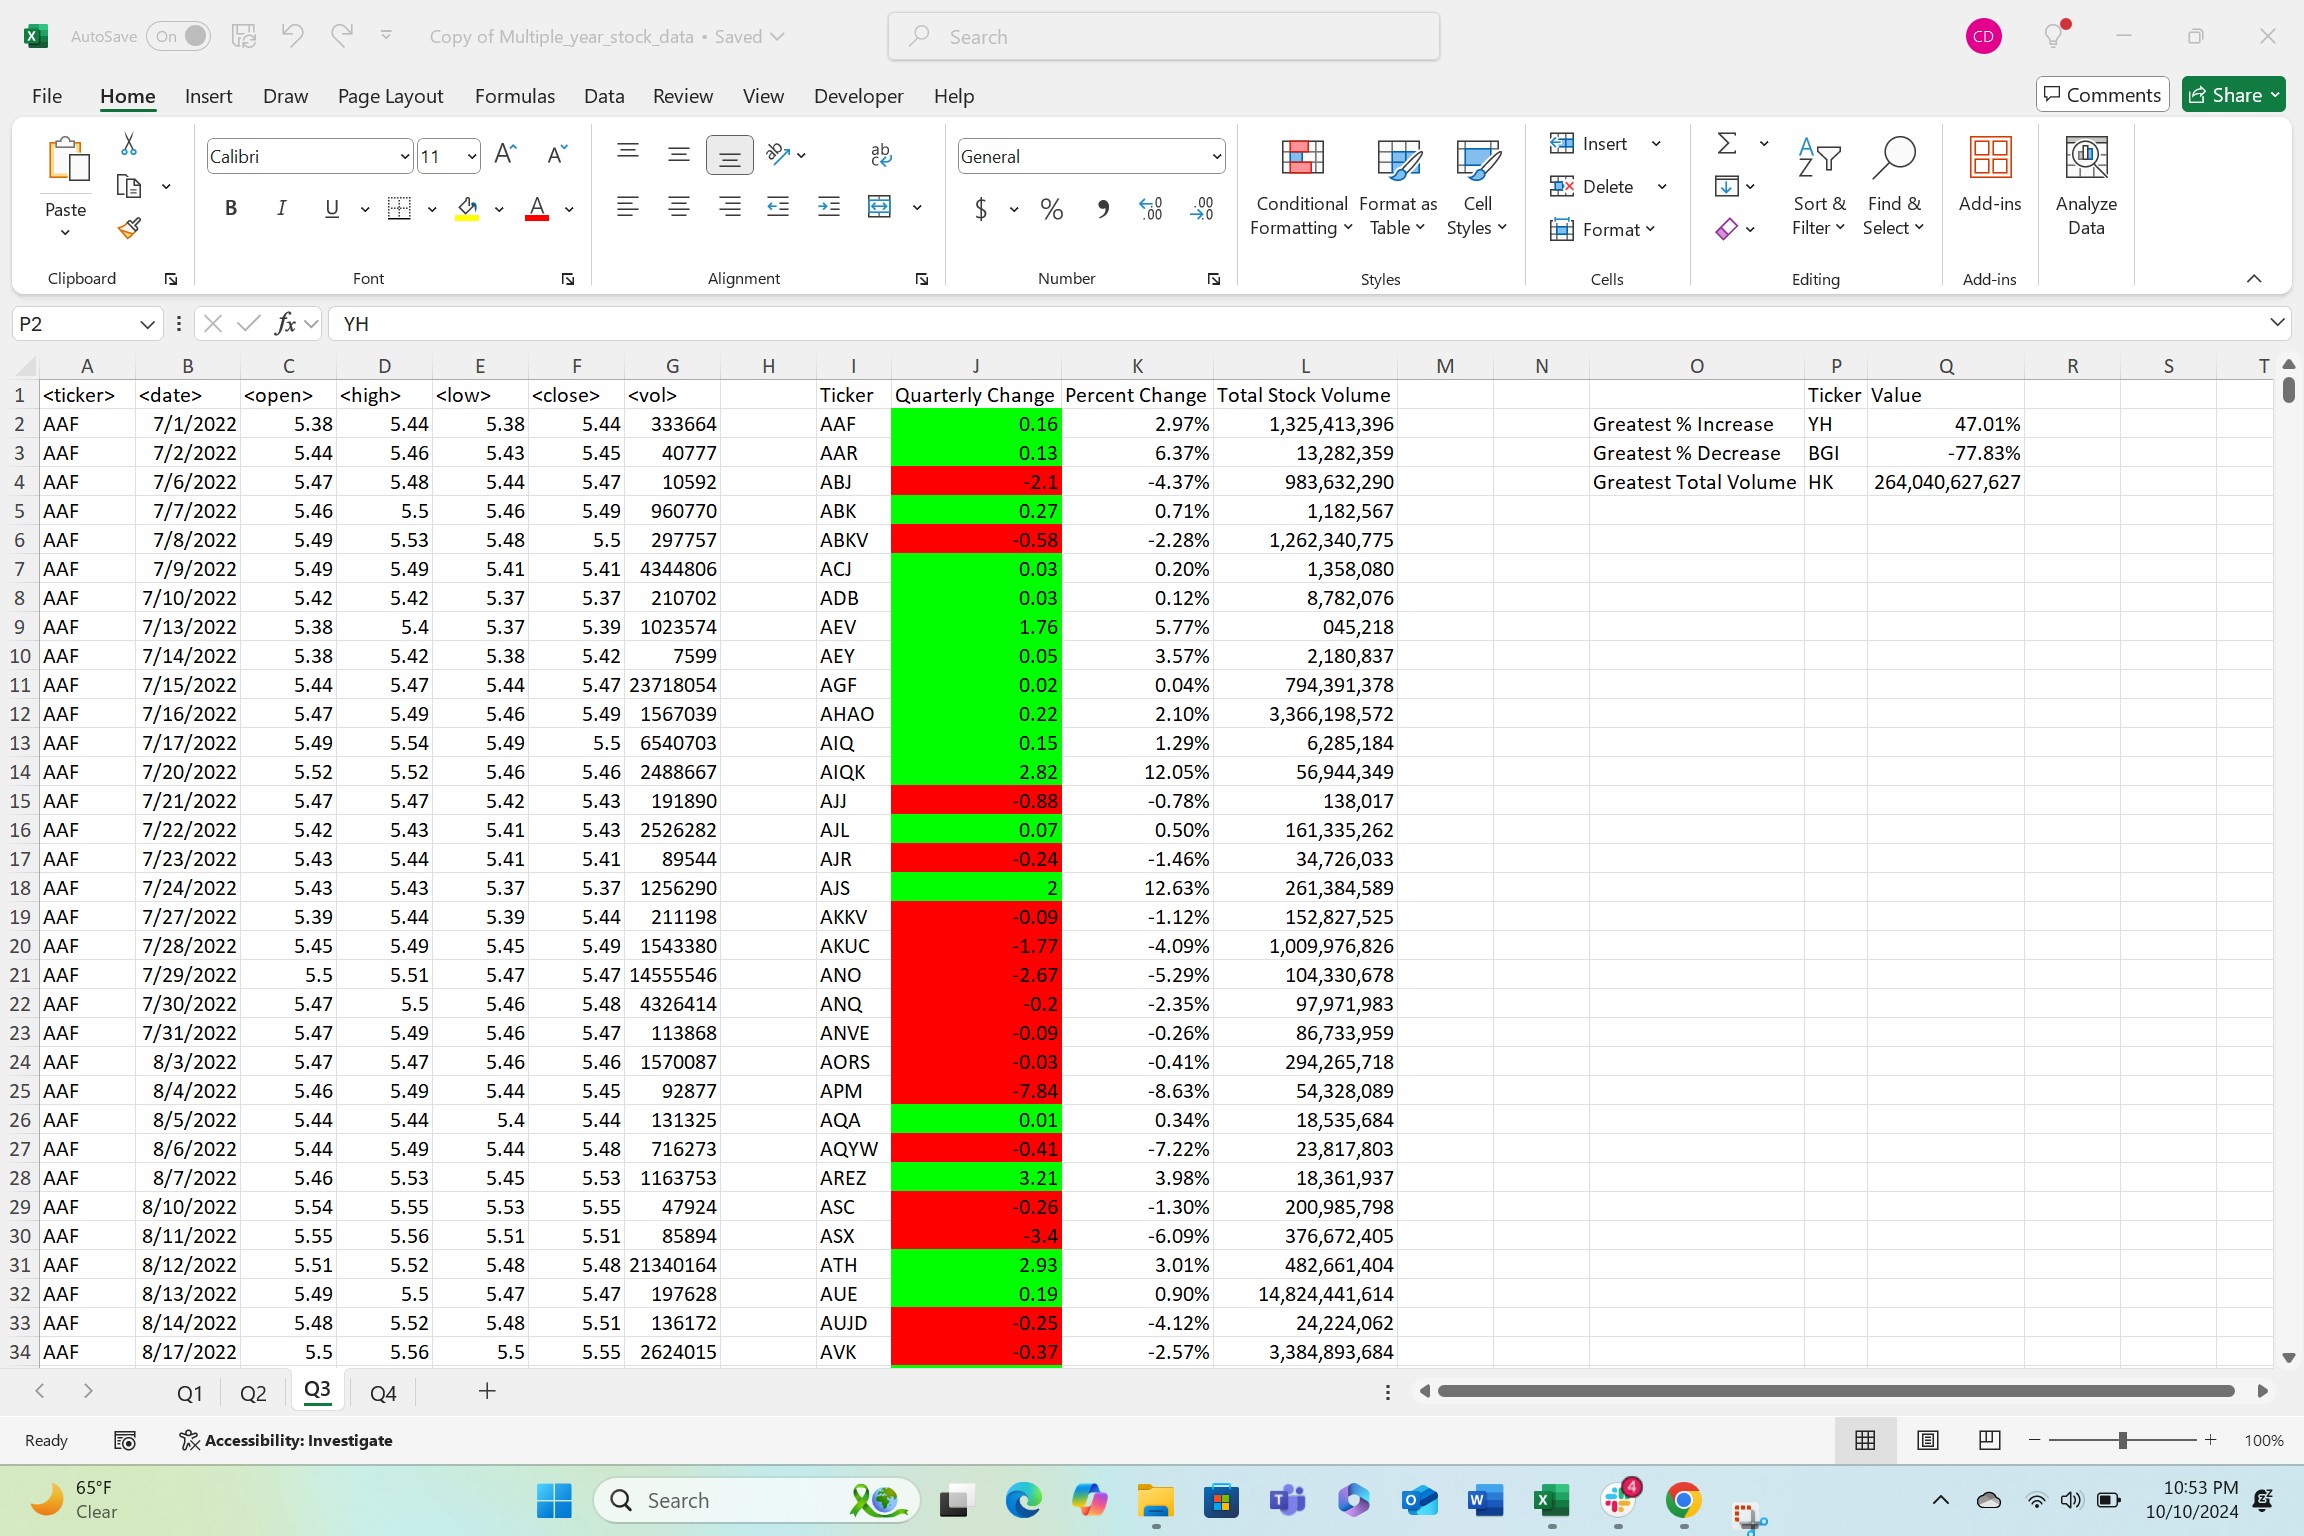 AutoSave On Copy of Multiple_year_stock_data • Saved Search CD
File Home Insert Draw Page Layout Formulas Data Review View Developer Help Comments Share
Calibri 11 General Insert
Delete
Format
Paste
Conditional Formatting Format as Table Cell Styles Sort & Filter Find & Select Add-ins Analyze Data
Clipboard Font Alignment Number Styles Cells Editing Add-ins
P2 fx YH
A B C D E F G H I J K L M N O P Q R S T
1 <ticker> <date> <open> <high> <low> <close> <vol> Ticker Quarterly Change Percent Change Total Stock Volume Ticker Value
2 AAF 7/1/2022 5.38 5.44 5.38 5.44 333664 AAF 0.16 2.97% 1,325,413,396 Greatest % Increase YH 47.01%
3 AAF 7/2/2022 5.44 5.46 5.43 5.45 40777 AAR 0.13 6.37% 13,282,359 Greatest % Decrease BGI -77.83%
4 AAF 7/6/2022 5.47 5.48 5.44 5.47 10592 ABJ -2.1 -4.37% 983,632,290 Greatest Total Volume HK 264,040,627,627
5 AAF 7/7/2022 5.46 5.5 5.46 5.49 960770 ABK 0.27 0.71% 1,182,567
6 AAF 7/8/2022 5.49 5.53 5.48 5.5 297757 ABKV -0.58 -2.28% 1,262,340,775
7 AAF 7/9/2022 5.49 5.49 5.41 5.41 4344806 ACJ 0.03 0.20% 1,358,080
8 AAF 7/10/2022 5.42 5.42 5.37 5.37 210702 ADB 0.03 0.12% 8,782,076
9 AAF 7/13/2022 5.38 5.4 5.37 5.39 1023574 AEV 1.76 5.77% 045,218
10 AAF 7/14/2022 5.38 5.42 5.38 5.42 7599 AEY 0.05 3.57% 2,180,837
11 AAF 7/15/2022 5.44 5.47 5.44 5.47 23718054 AGF 0.02 0.04% 794,391,378
12 AAF 7/16/2022 5.47 5.49 5.46 5.49 1567039 AHAO 0.22 2.10% 3,366,198,572
13 AAF 7/17/2022 5.49 5.54 5.49 5.5 6540703 AIQ 0.15 1.29% 6,285,184
14 AAF 7/20/2022 5.52 5.52 5.46 5.46 2488667 AIQK 2.82 12.05% 56,944,349
15 AAF 7/21/2022 5.47 5.47 5.42 5.43 191890 AJJ -0.88 -0.78% 138,017
16 AAF 7/22/2022 5.42 5.43 5.41 5.43 2526282 AJL 0.07 0.50% 161,335,262
17 AAF 7/23/2022 5.43 5.44 5.41 5.41 89544 AJR -0.24 -1.46% 34,726,033
18 AAF 7/24/2022 5.43 5.43 5.37 5.37 1256290 AJS 2 12.63% 261,384,589
19 AAF 7/27/2022 5.39 5.44 5.39 5.44 211198 AKKV -0.09 -1.12% 152,827,525
20 AAF 7/28/2022 5.45 5.49 5.45 5.49 1543380 AKUC -1.77 -4.09% 1,009,976,826
21 AAF 7/29/2022 5.5 5.51 5.47 5.47 14555546 ANO -2.67 -5.29% 104,330,678
22 AAF 7/30/2022 5.47 5.5 5.46 5.48 4326414 ANQ -0.2 -2.35% 97,971,983
23 AAF 7/31/2022 5.47 5.49 5.46 5.47 113868 ANVE -0.09 -0.26% 86,733,959
24 AAF 8/3/2022 5.47 5.47 5.46 5.46 1570087 AORS -0.03 -0.41% 294,265,718
25 AAF 8/4/2022 5.46 5.49 5.44 5.45 92877 APM -7.84 -8.63% 54,328,089
26 AAF 8/5/2022 5.44 5.44 5.4 5.44 131325 AQA 0.01 0.34% 18,535,684
27 AAF 8/6/2022 5.44 5.49 5.44 5.48 716273 AQYW -0.41 -7.22% 23,817,803
28 AAF 8/7/2022 5.46 5.53 5.45 5.53 1163753 AREZ 3.21 3.98% 18,361,937
29 AAF 8/10/2022 5.54 5.55 5.53 5.55 47924 ASC -0.26 -1.30% 200,985,798
30 AAF 8/11/2022 5.55 5.56 5.51 5.51 85894 ASX -3.4 -6.09% 376,672,405
31 AAF 8/12/2022 5.51 5.52 5.48 5.48 21340164 ATH 2.93 3.01% 482,661,404
32 AAF 8/13/2022 5.49 5.5 5.47 5.47 197628 AUE 0.19 0.90% 14,824,441,614
33 AAF 8/14/2022 5.48 5.52 5.48 5.51 136172 AUJD -0.25 -4.12% 24,224,062
34 AAF 8/17/2022 5.5 5.56 5.5 5.55 2624015 AVK -0.37 -2.57% 3,384,893,684
Q1 Q2 Q3 Q4
Ready Accessibility: Investigate 100%
65°F
Clear
Search
4
10:53 PM
10/10/2024